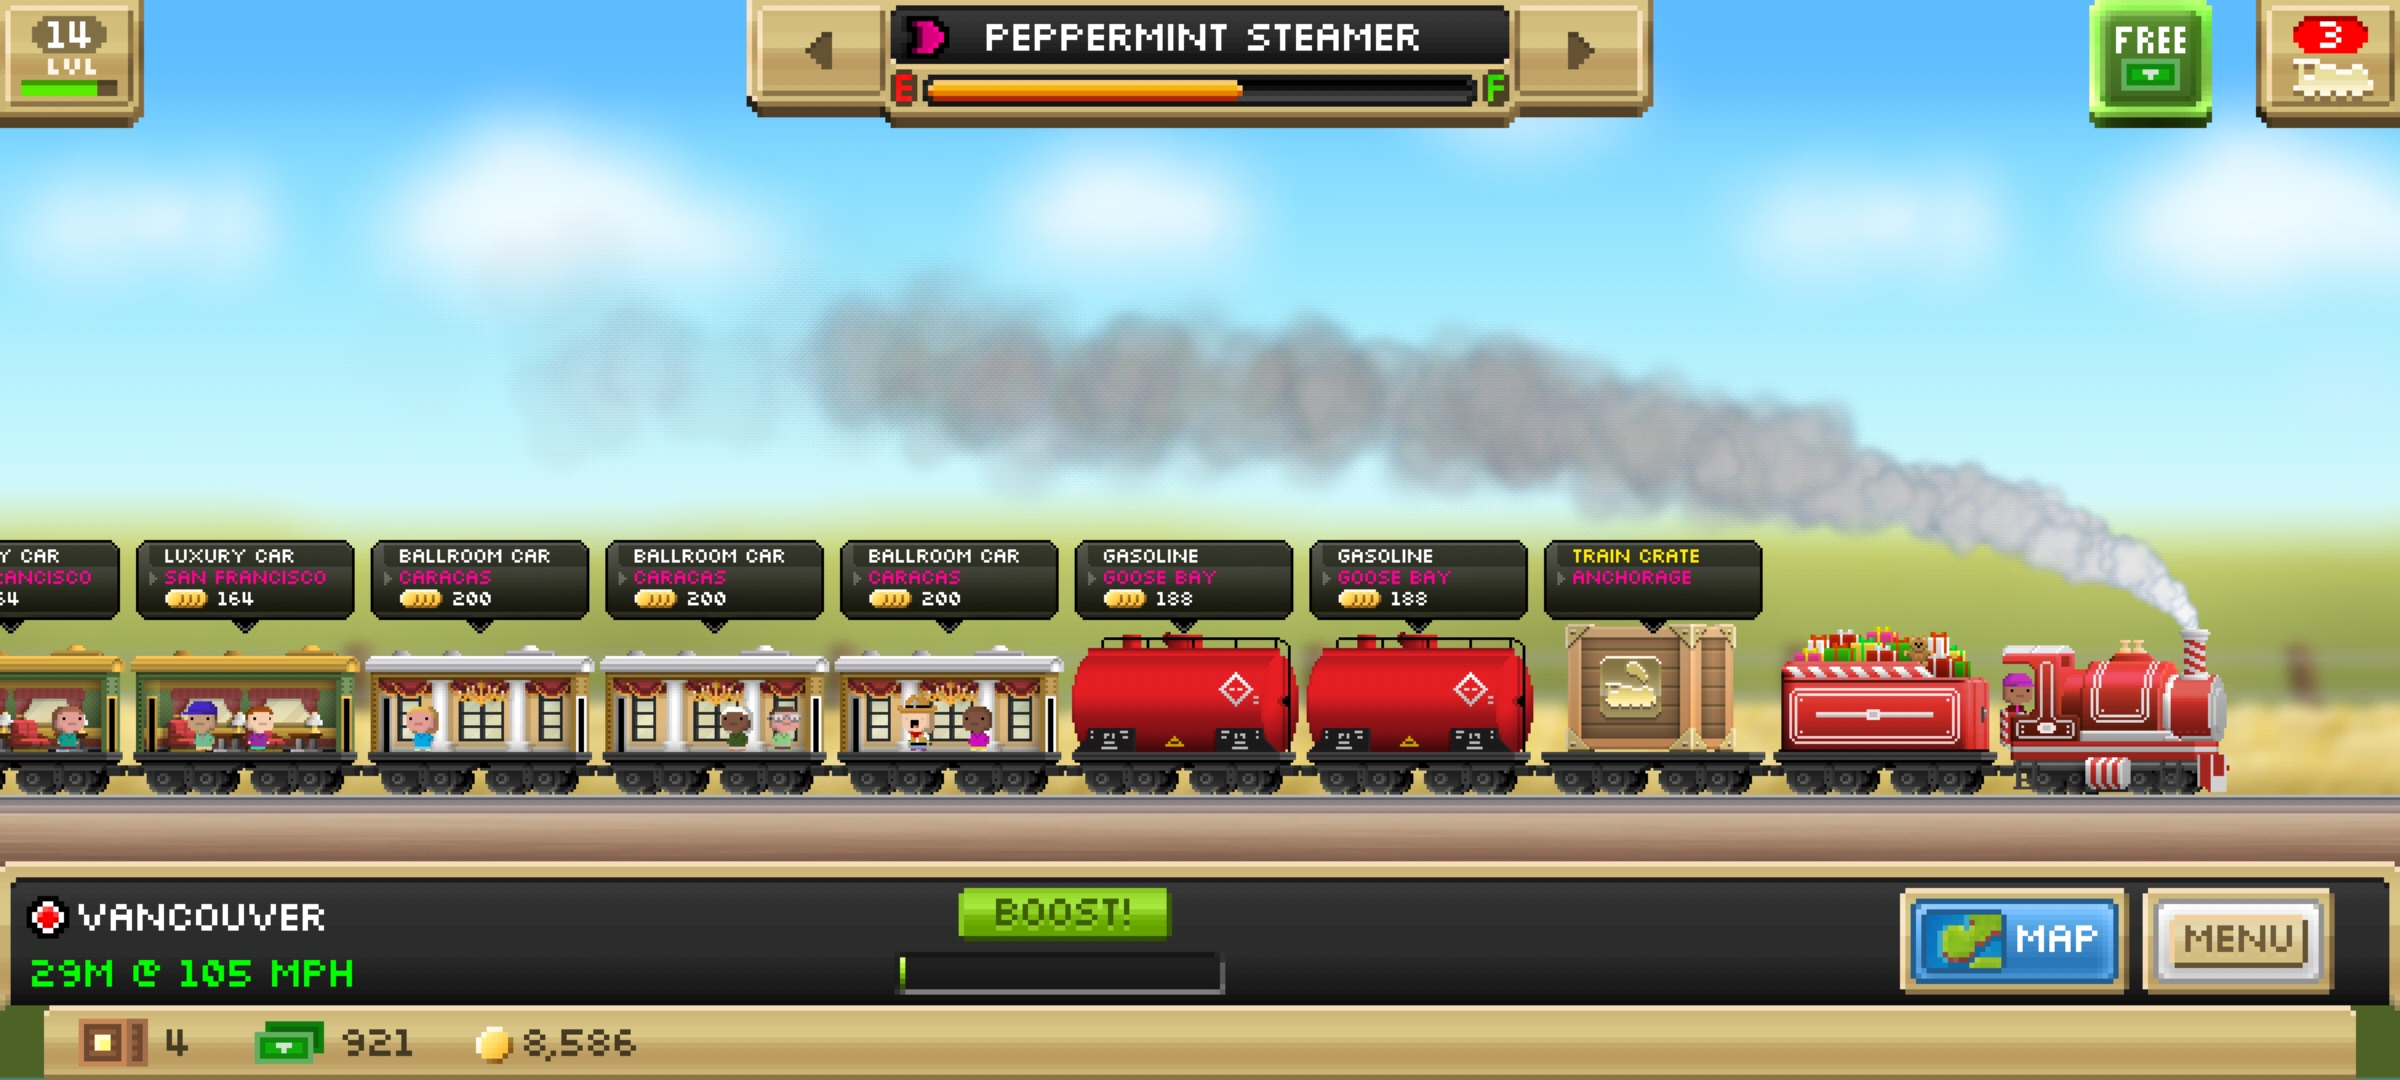 14
LVL
PEPPERMINT STEAMER
E F
FREE
3
Y CAR
ANCISCO
64
LUXURY CAR
SAN FRANCISCO
164
BALLROOM CAR
CARACAS
200
BALLROOM CAR
CARACAS
200
BALLROOM CAR
CARACAS
200
GASOLINE
GOOSE BAY
188
GASOLINE
GOOSE BAY
188
TRAIN CRATE
ANCHORAGE
VANCOUVER
29M @ 105 MPH
BOOST!
MAP
MENU
4
921
8,586